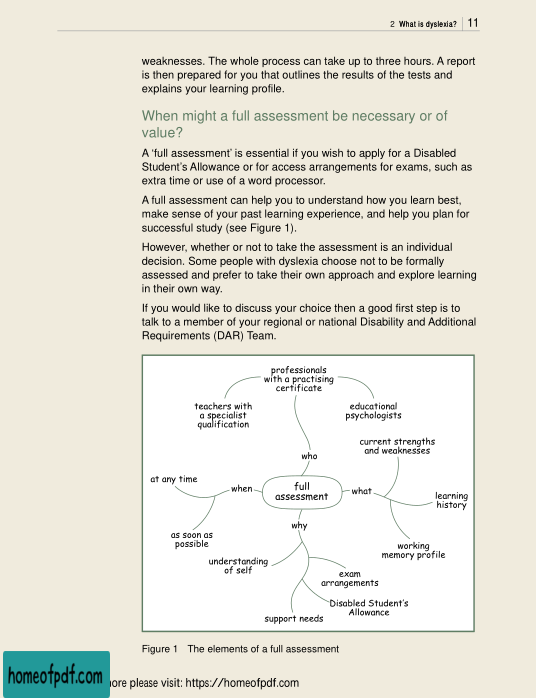 2 What is dyslexia? 11
weaknesses. The whole process can take up to three hours. A report
is then prepared for you that outlines the results of the tests and
explains your learning profile.
When might a full assessment be necessary or of
value?
A ‘full assessment’ is essential if you wish to apply for a Disabled
Student’s Allowance or for access arrangements for exams, such as
extra time or use of a word processor.
A full assessment can help you to understand how you learn best,
make sense of your past learning experience, and help you plan for
successful study (see Figure 1).
However, whether or not to take the assessment is an individual
decision. Some people with dyslexia choose not to be formally
assessed and prefer to take their own approach and explore learning
in their own way.
If you would like to discuss your choice then a good first step is to
talk to a member of your regional or national Disability and Additional
Requirements (DAR) Team.
professionals
with a practising
certificate
teachers with
a specialist
qualification
educational
psychologists
who
current strengths
and weaknesses
at any time
when
full
assessment
what
learning
history
as soon as
possible
why
working
memory profile
understanding
of self
exam
arrangements
Disabled Student’s
Allowance
support needs
Figure 1 The elements of a full assessment
homeofpdf.com
please visit: https://homeofpdf.com